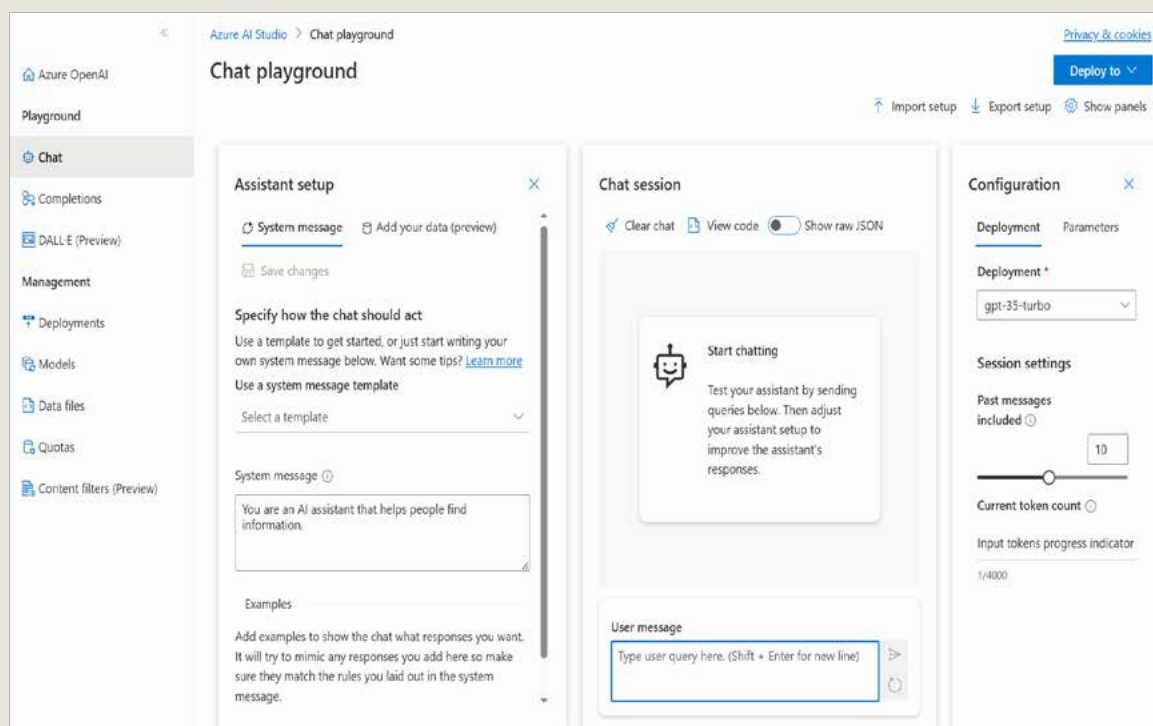 Azure AI Studio > Chat playground
Privacy & cookies
Chat playground
Deploy to
Import setup
Export setup
Show panels
Azure OpenAI
Playground
Chat
Completions
DALL·E (Preview)
Management
Deployments
Models
Data files
Quotas
Content filters (Preview)
Assistant setup
System message
Add your data (preview)
Save changes
Specify how the chat should act
Use a template to get started, or just start writing your
own system message below. Want some tips? Learn more
Use a system message template
Select a template
System message
You are an AI assistant that helps people find
information.
Examples
Add examples to show the chat what responses you want.
It will try to mimic any responses you add here so make
sure they match the rules you laid out in the system
message.
Chat session
Clear chat
View code
Show raw JSON
Start chatting
Test your assistant by sending
queries below. Then adjust
your assistant setup to
improve the assistant's
responses.
User message
Type user query here. (Shift + Enter for new line)
Configuration
Deployment
Parameters
Deployment *
gpt-35-turbo
Session settings
Past messages
included
10
Current token count
Input tokens progress indicator
1/4000